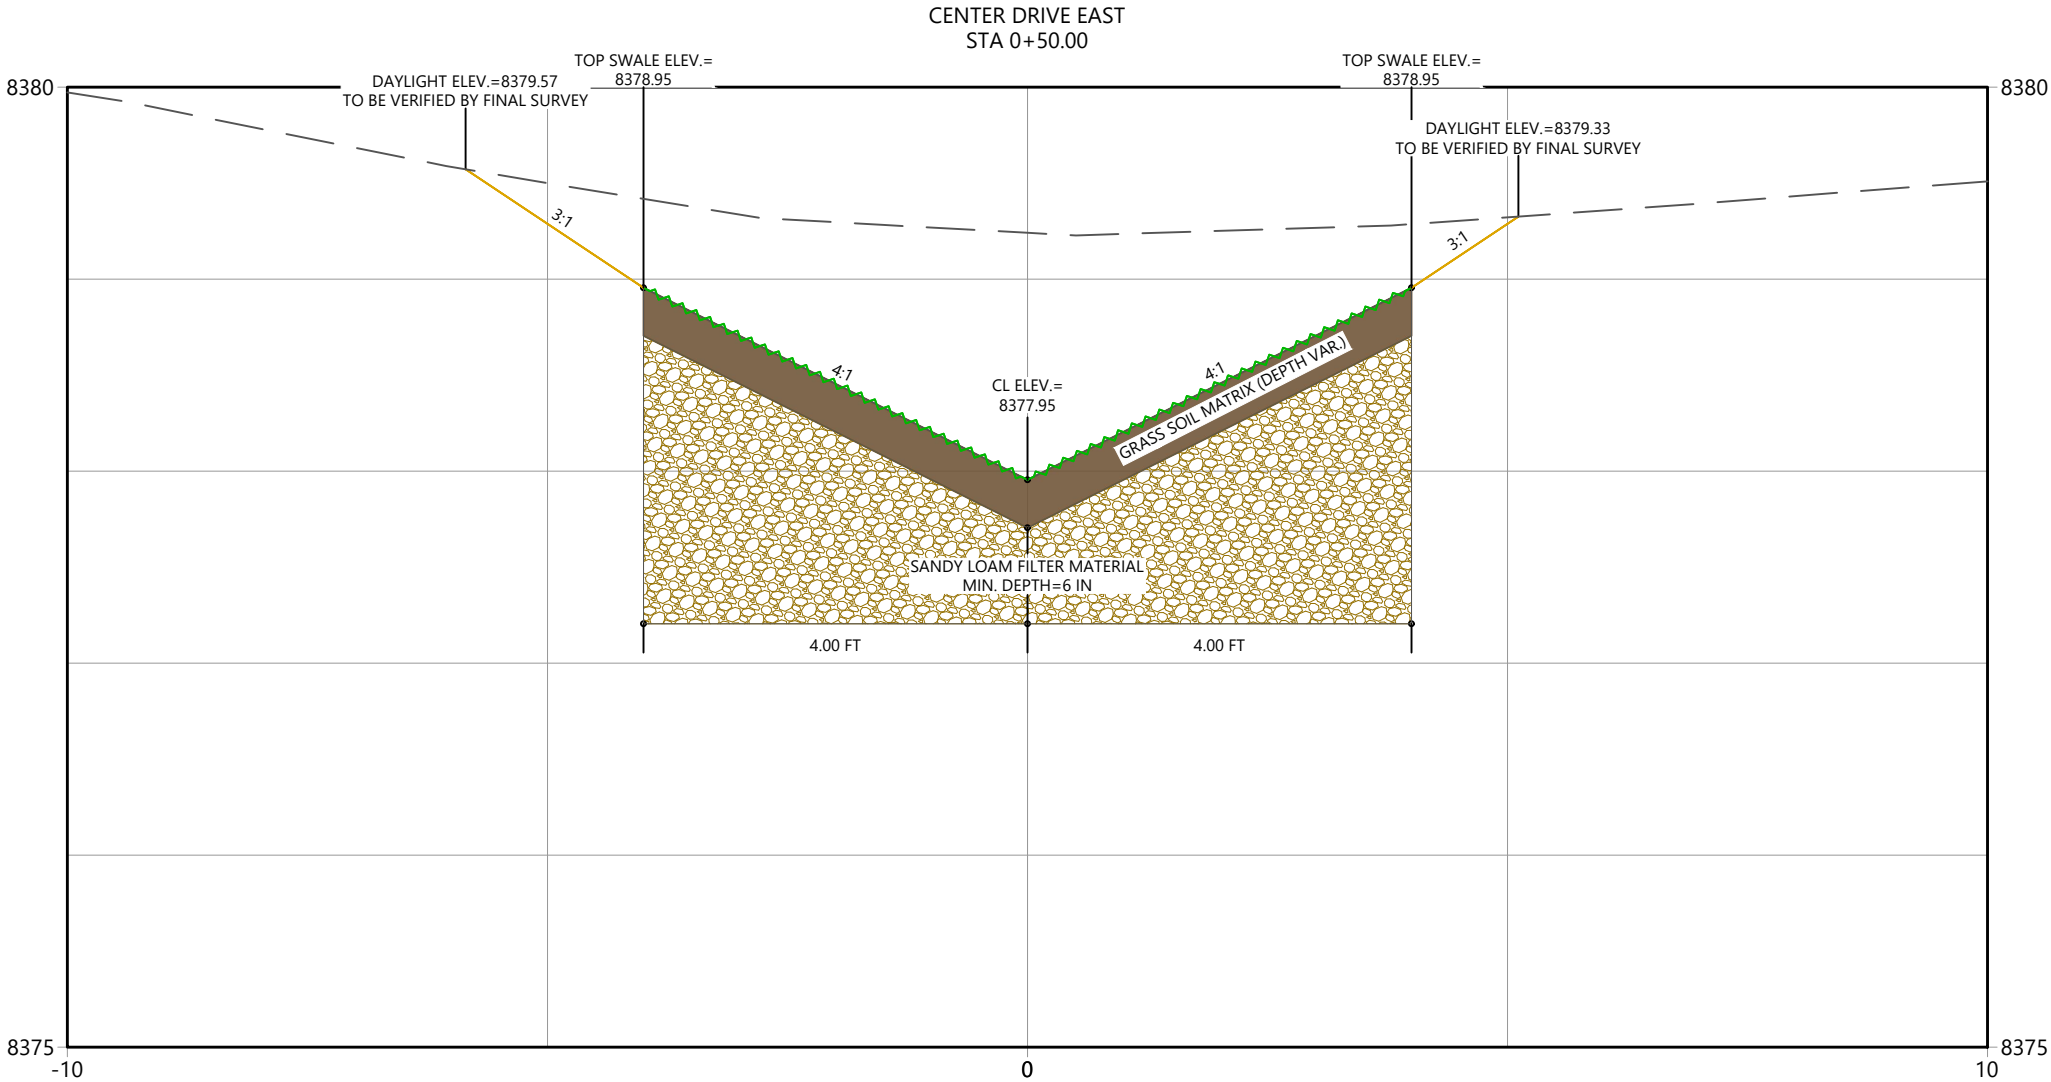 CENTER DRIVE EAST
STA 0+50.00
TOP SWALE ELEV.=
8378.95
TOP SWALE ELEV.=
8378.95
DAYLIGHT ELEV.=8379.57
TO BE VERIFIED BY FINAL SURVEY
8380
8380
DAYLIGHT ELEV.=8379.33
TO BE VERIFIED BY FINAL SURVEY
3:1
3:1
4:1
4:1
GRASS SOIL MATRIX (DEPTH VAR.)
CL ELEV.=
8377.95
SANDY LOAM FILTER MATERIAL
MIN. DEPTH=6 IN
4.00 FT
4.00 FT
8375
8375
-10
0
10